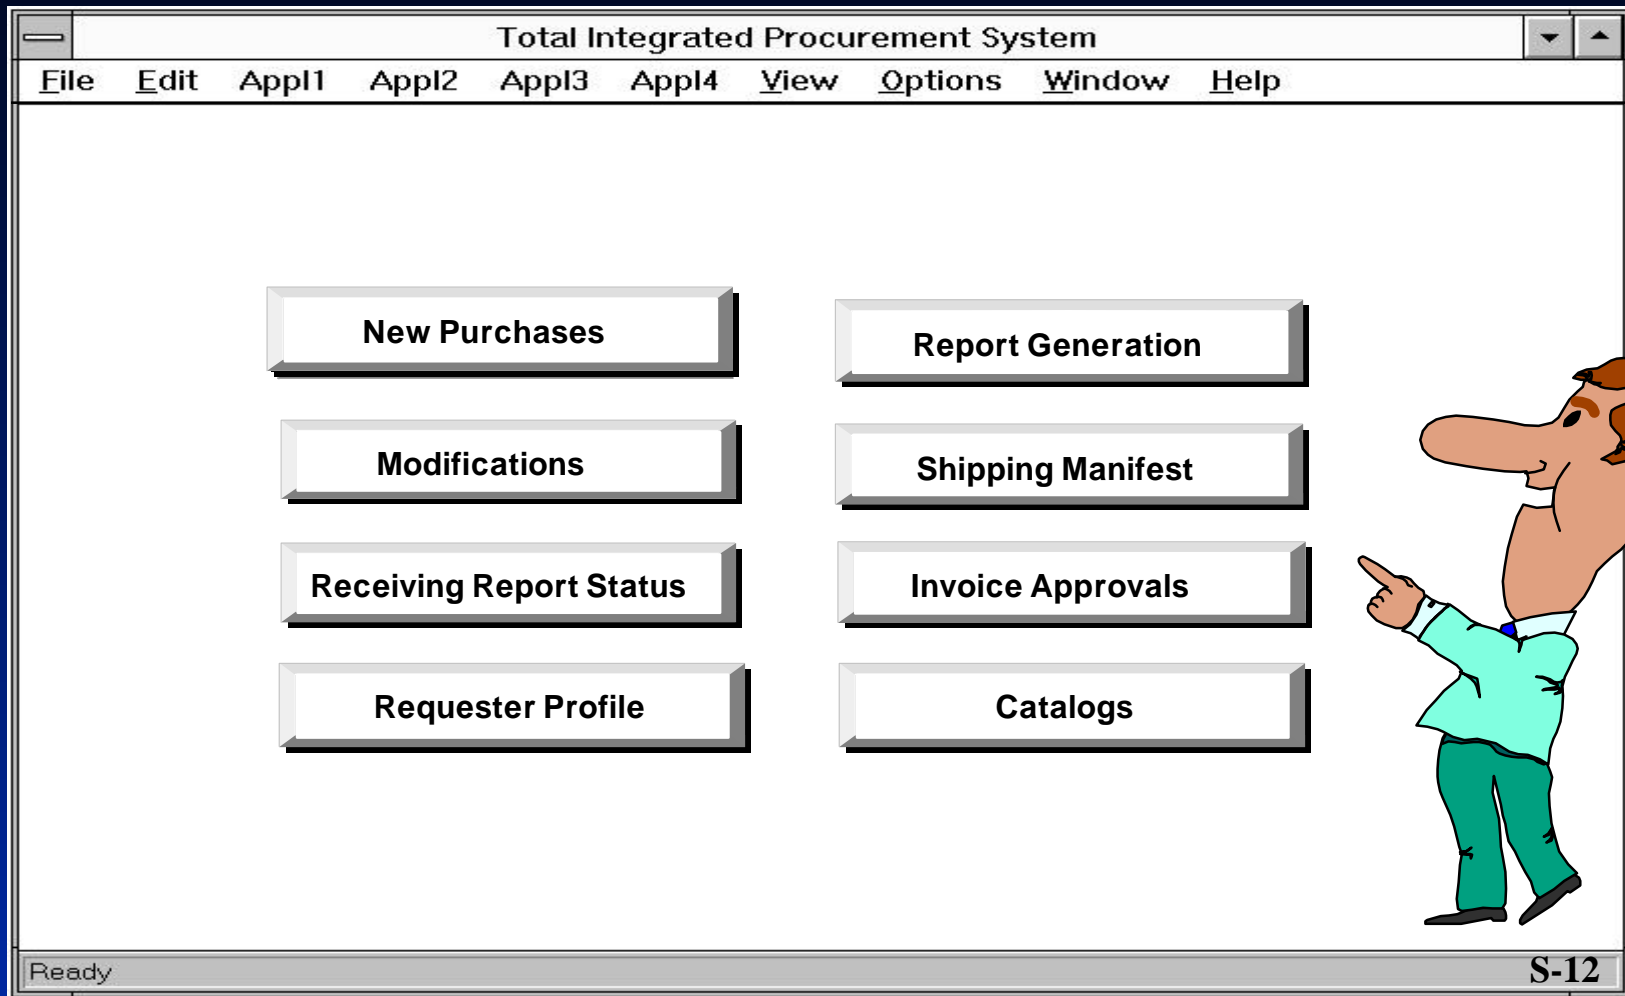 Total Integrated Procurement System
File Edit Appl1 Appl2 Appl3 Appl4 View Options Window Help
New Purchases
Report Generation
Modifications
Shipping Manifest
Receiving Report Status
Invoice Approvals
Requester Profile
Catalogs
Ready
S-12